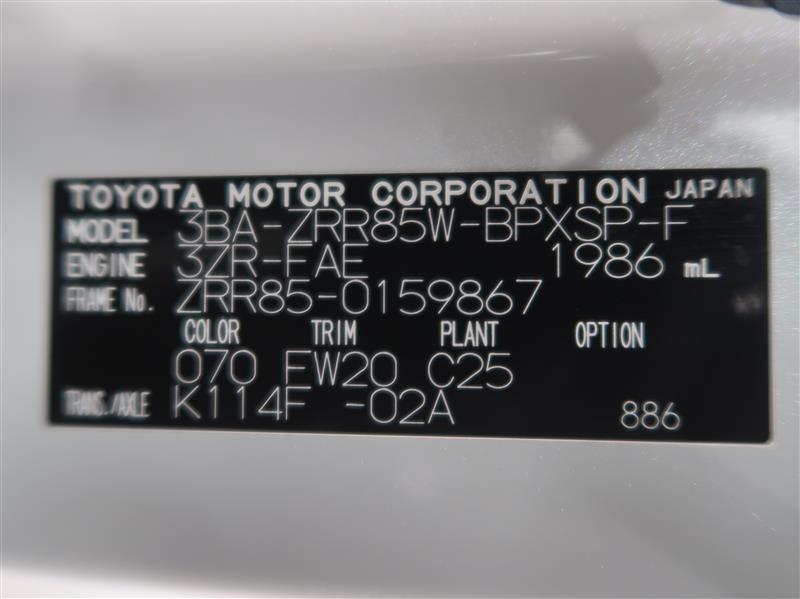 TOYOTA MOTOR CORPORATION JAPAN
MODEL 3BA-ZRR85W-BPXSP-F
ENGINE 3ZR-FAE 1986 mL
FRAME No. ZRR85-0159867
COLOR TRIM PLANT OPTION
070 EW20 C25
TRANS./AXLE K114F -02A 886